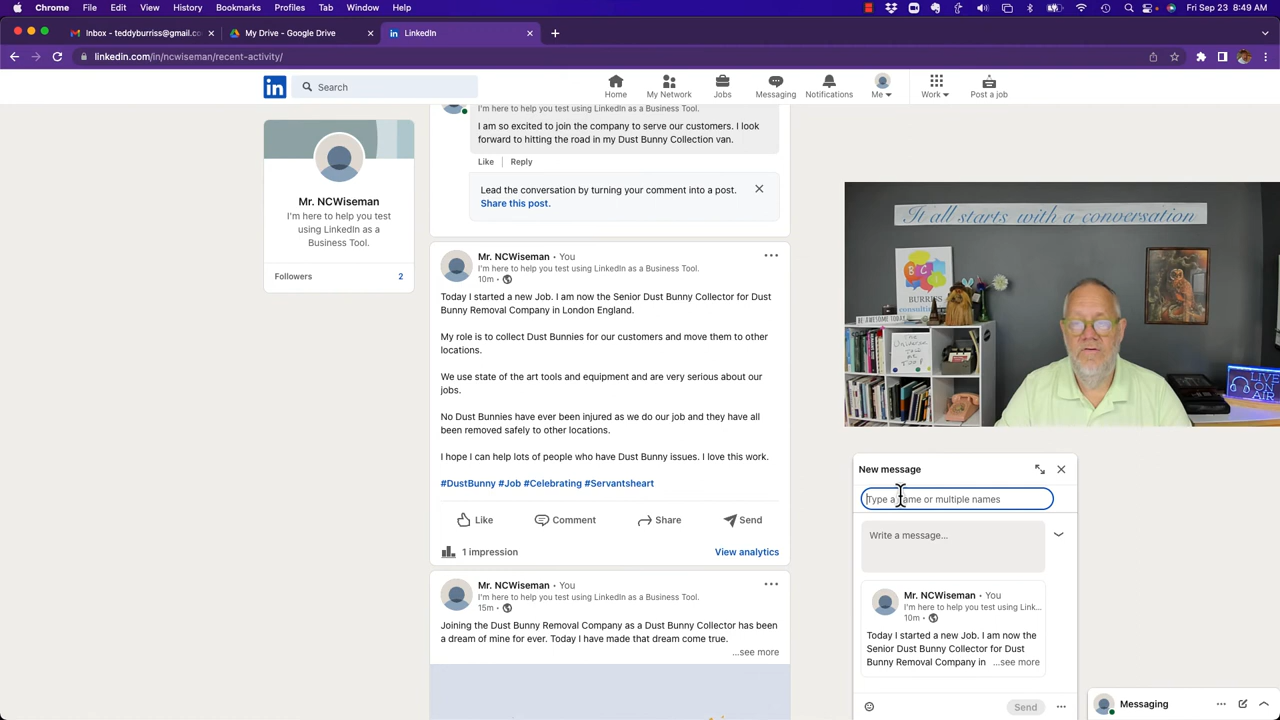 Chrome File Edit View History Bookmarks Profiles Tab Window Help
Fri Sep 23 8:49 AM
Inbox - teddyburriss@gmail.co
My Drive - Google Drive
LinkedIn
linkedin.com/in/ncwiseman/recent-activity/
in
Search
Home
My Network
Jobs
Messaging
Notifications
Me
Work
Post a job
Mr. NCWiseman
I'm here to help you test
using LinkedIn as a
Business Tool.
Followers 2
I'm here to help you test using LinkedIn as a Business Tool.
I am so excited to join the company to serve our customers. I look
forward to hitting the road in my Dust Bunny Collection van.
Like | Reply
Lead the conversation by turning your comment into a post.
Share this post.
Mr. NCWiseman • You
I'm here to help you test using LinkedIn as a Business Tool.
10m •
Today I started a new Job. I am now the Senior Dust Bunny Collector for Dust
Bunny Removal Company in London England.
My role is to collect Dust Bunnies for our customers and move them to other
locations.
We use state of the art tools and equipment and are very serious about our
jobs.
No Dust Bunnies have ever been injured as we do our job and they have all
been removed safely to other locations.
I hope I can help lots of people who have Dust Bunny issues. I love this work.
#DustBunny #Job #Celebrating #Servantsheart
Like Comment Share Send
1 impression
View analytics
Mr. NCWiseman • You
I'm here to help you test using LinkedIn as a Business Tool.
15m •
Joining the Dust Bunny Removal Company as a Dust Bunny Collector has been
a dream of mine for ever. Today I have made that dream come true.
...see more
It all starts with a conversation
BURRIS
LIVE
ON
AIR
New message
Type a name or multiple names
Write a message...
Mr. NCWiseman • You
I'm here to help you test using Link...
10m •
Today I started a new Job. I am now the
Senior Dust Bunny Collector for Dust
Bunny Removal Company in ...see more
Send
Messaging